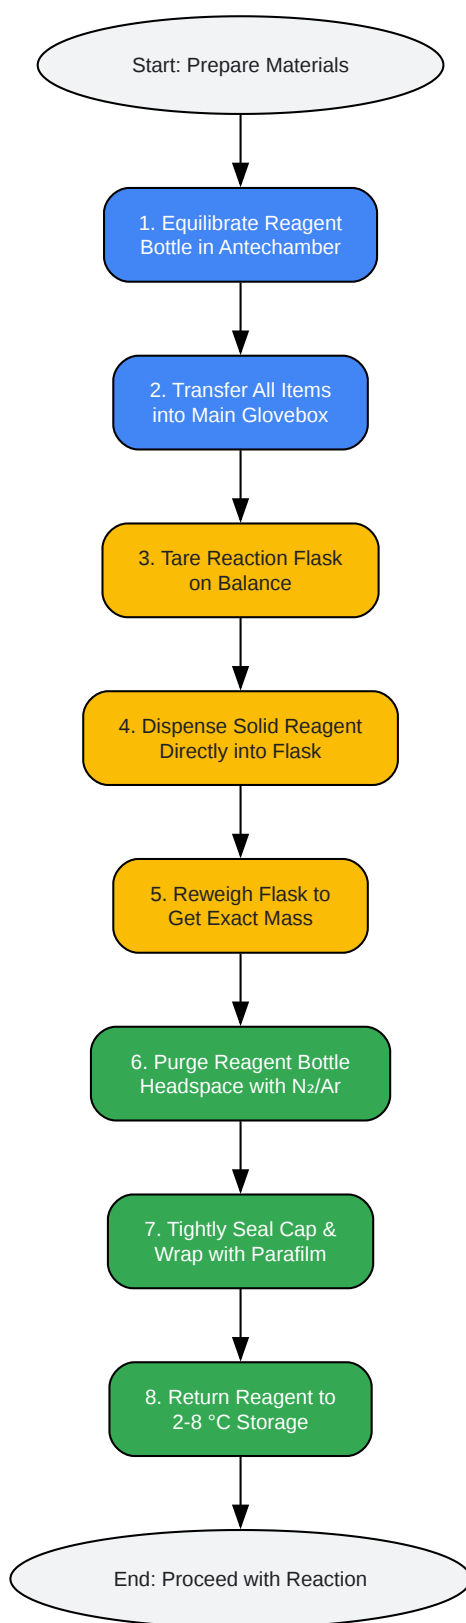 Start: Prepare Materials
1. Equilibrate Reagent
Bottle in Antechamber
2. Transfer All Items
into Main Glovebox
3. Tare Reaction Flask
on Balance
4. Dispense Solid Reagent
Directly into Flask
5. Reweigh Flask to
Get Exact Mass
6. Purge Reagent Bottle
Headspace with N₂/Ar
7. Tightly Seal Cap &
Wrap with Parafilm
8. Return Reagent to
2-8 °C Storage
End: Proceed with Reaction